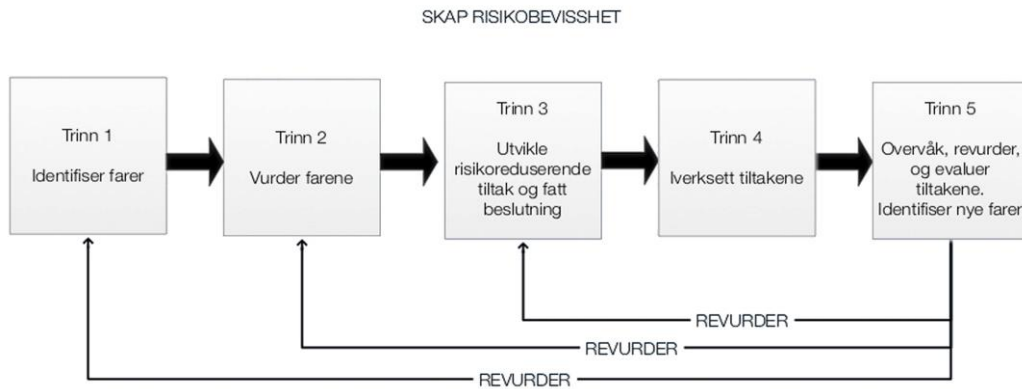 SKAP RISIKOBEVISSHET
Trinn 1
Identifiser farer
Trinn 2
Vurder farene
Trinn 3
Utvikle
risikoreduserende
tiltak og fatt
beslutning
Trinn 4
Iverksett tiltakene
Trinn 5
Overvåk, revurder,
og evaluer
tiltakene.
Identifiser nye farer
REVURDER
REVURDER
REVURDER